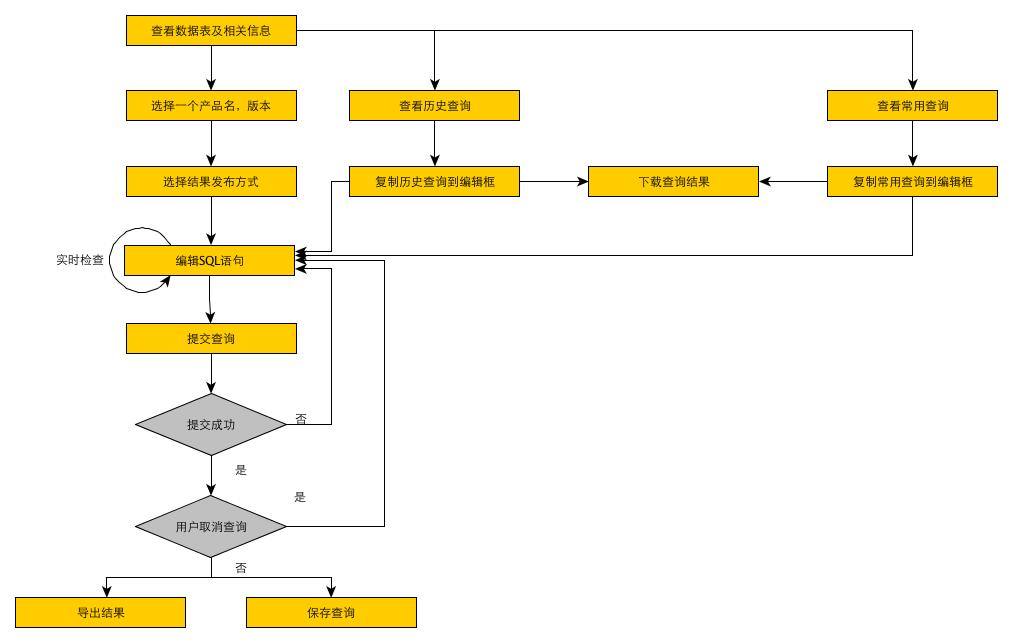 查看数据表及相关信息
选择一个产品名，版本
查看历史查询
查看常用查询
选择结果发布方式
复制历史查询到编辑框
下载查询结果
复制常用查询到编辑框
实时检查
编辑SQL语句
提交查询
提交成功
否
是
用户取消查询
是
否
导出结果
保存查询